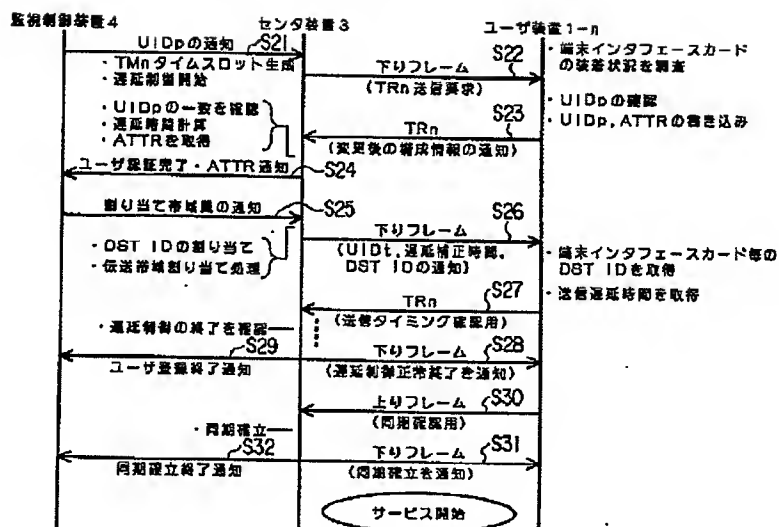 監視制御装置4
センタ装置3
ユーザ装置1-n
UIDpの通知
S21
・TMnタイムスロット生成
・遅延制御開始
下りフレーム
S22
(TRn送信要求)
・端末インタフェースカード
の装着状況を調査
・UIDpの一致を確認
・遅延時間計算
・ATTRを取得
TRn
S23
(変更後の構成情報の通知)
・UIDpの確認
・UIDp,ATTRの書き込み
ユーザ認証完了・ATTR通知
S24
割り当て帯域量の通知
S25
・DST IDの割り当て
・伝送帯域割り当て処理
下りフレーム
S26
(UIDt,遅延補正時間,
DST IDの通知)
・端末インタフェースカード毎の
DST IDを取得
・送信遅延時間を取得
TRn
S27
(送信タイミング確認用)
・遅延制御の終了を確認
S29
ユーザ登録終了通知
下りフレーム
S28
(遅延制御正常終了を通知)
上りフレーム
S30
(同期確認用)
・同期確立
S32
同期確立終了通知
下りフレーム
S31
(同期確立を通知)
サービス開始